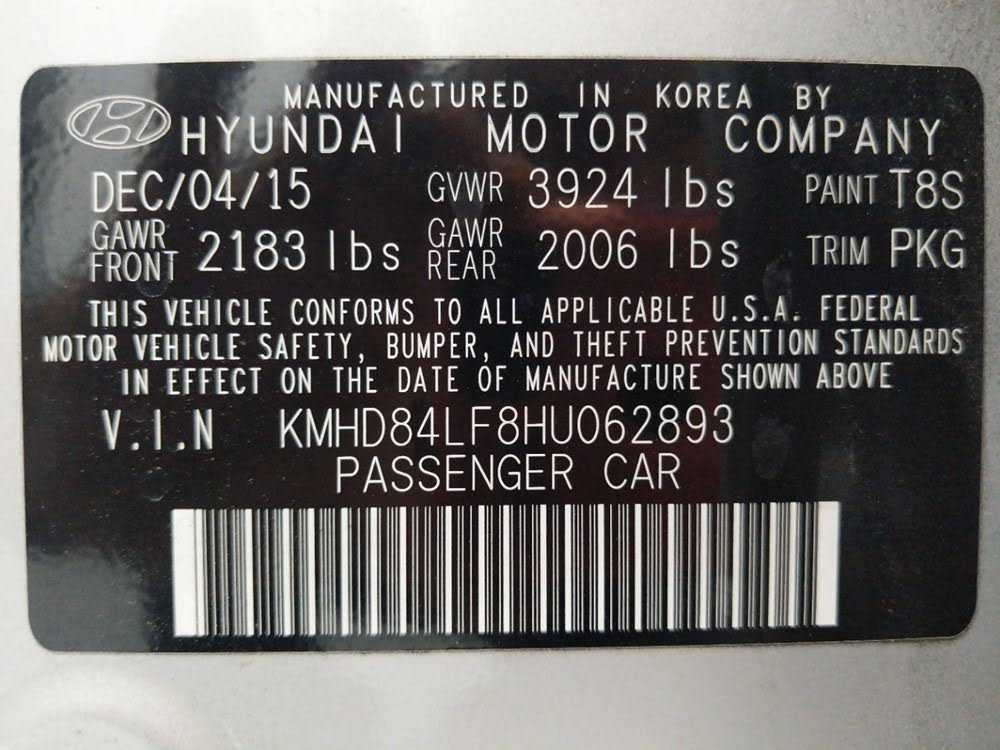 MANUFACTURED IN KOREA BY
HYUNDAI MOTOR COMPANY
DEC/04/15 GVWR 3924 lbs PAINT T8S
GAWR FRONT 2183 lbs GAWR REAR 2006 lbs TRIM PKG
THIS VEHICLE CONFORMS TO ALL APPLICABLE U.S.A. FEDERAL
MOTOR VEHICLE SAFETY, BUMPER, AND THEFT PREVENTION STANDARDS
IN EFFECT ON THE DATE OF MANUFACTURE SHOWN ABOVE
V.I.N KMHD84LF8HU062893
PASSENGER CAR